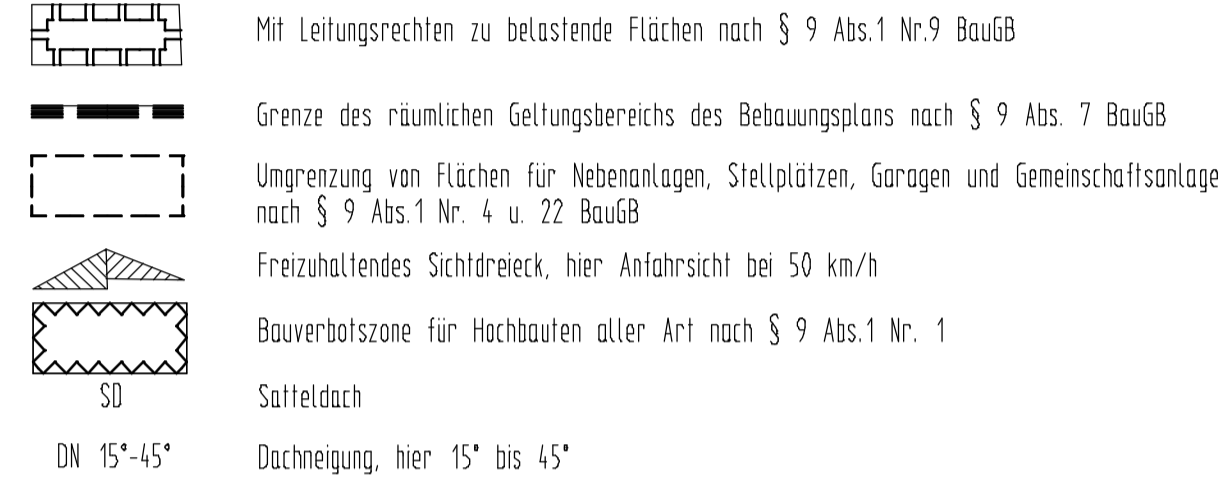 Mit Leitungsrechten zu belastende Flächen nach § 9 Abs.1 Nr.9 BauGB
Grenze des räumlichen Geltungsbereichs des Bebauungsplans nach § 9 Abs. 7 BauGB
Umgrenzung von Flächen für Nebenanlagen, Stellplätzen, Garagen und Gemeinschaftsanlage
nach § 9 Abs.1 Nr. 4 u. 22 BauGB
Freizuhaltendes Sichtdreieck, hier Anfahrsicht bei 50 km/h
Bauverbotszone für Hochbauten aller Art nach § 9 Abs.1 Nr. 1
SD Satteldach
DN 15°-45° Dachneigung, hier 15° bis 45°